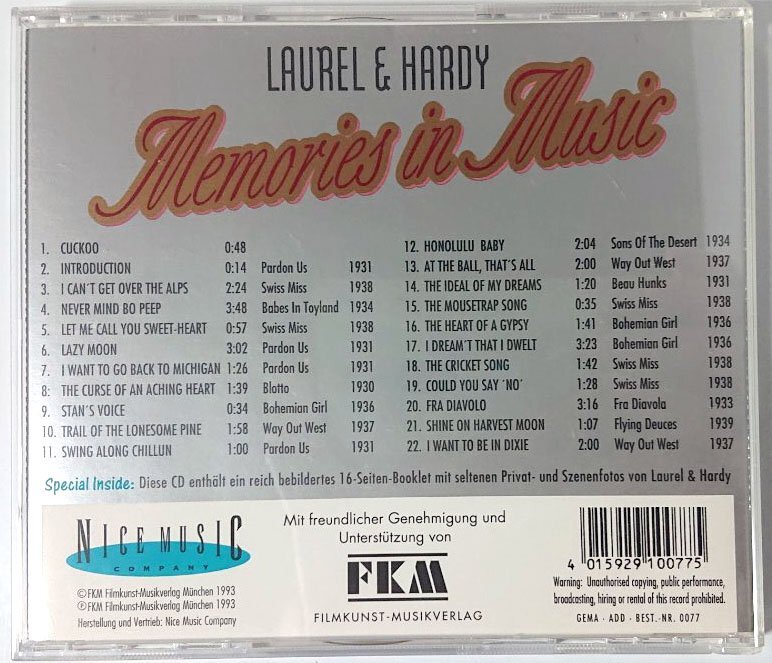 LAUREL & HARDY
Memories in Music
1. CUCKOO 0:48
2. INTRODUCTION 0:14 Pardon Us 1931
3. I CAN'T GET OVER THE ALPS 2:24 Swiss Miss 1938
4. NEVER MIND BO PEEP 3:48 Babes In Toyland 1934
5. LET ME CALL YOU SWEET-HEART 0:57 Swiss Miss 1938
6. LAZY MOON 3:02 Pardon Us 1931
7. I WANT TO GO BACK TO MICHIGAN 1:26 Pardon Us 1931
8: THE CURSE OF AN ACHING HEART 1:39 Blotto 1930
9. STAN'S VOICE 0:34 Bohemian Girl 1936
10. TRAIL OF THE LONESOME PINE 1:58 Way Out West 1937
11. SWING ALONG CHILLUN 1:00 Pardon Us 1931
12. HONOLULU BABY 2:04 Sons Of The Desert 1934
13. AT THE BALL, THAT'S ALL 2:00 Way Out West 1937
14. THE IDEAL OF MY DREAMS 1:20 Beau Hunks 1931
15. THE MOUSETRAP SONG 0:35 Swiss Miss 1938
16. THE HEART OF A GYPSY 1:41 Bohemian Girl 1936
17. I DREAM'T THAT I DWELT 3:23 Bohemian Girl 1936
18. THE CRICKET SONG 1:42 Swiss Miss 1938
19. COULD YOU SAY 'NO' 1:28 Swiss Miss 1938
20. FRA DIAVOLO 3:16 Fra Diavola 1933
21. SHINE ON HARVEST MOON 1:07 Flying Deuces 1939
22. I WANT TO BE IN DIXIE 2:00 Way Out West 1937
Special Inside: Diese CD enthält ein reich bebildertes 16-Seiten-Booklet mit seltenen Privat- und Szenenfotos von Laurel & Hardy
NICE MUSIC
COMPANY
© FKM Filmkunst-Musikverlag München 1993
℗ FKM Filmkunst-Musikverlag München 1993
Herstellung und Vertrieb: Nice Music Company
Mit freundlicher Genehmigung und
Unterstützung von
FKM
FILMKUNST-MUSIKVERLAG
4 015929 100775
Warning: Unauthorised copying, public performance,
broadcasting, hiring or rental of this record prohibited.
GEMA · ADD · BEST.-NR. 0077